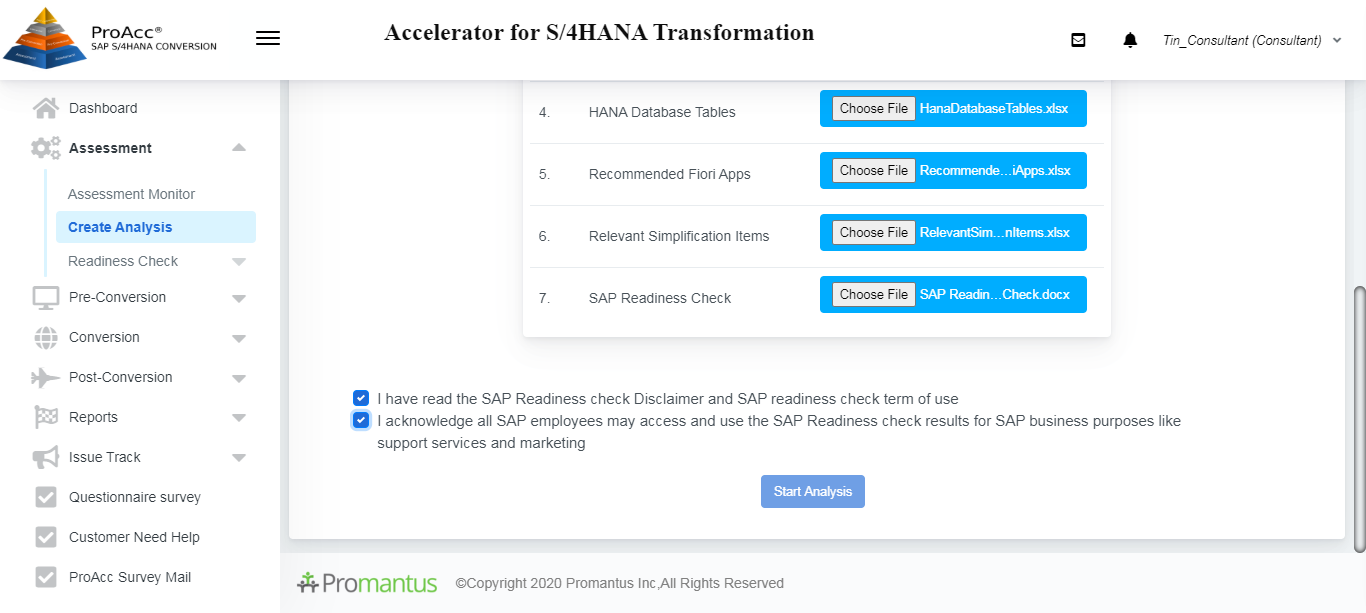 ProAcc®
SAP S/4HANA CONVERSION
Accelerator for S/4HANA Transformation
Tin_Consultant (Consultant)
Dashboard
Assessment
Assessment Monitor
Create Analysis
Readiness Check
Pre-Conversion
Conversion
Post-Conversion
Reports
Issue Track
Questionnaire survey
Customer Need Help
ProAcc Survey Mail
4. HANA Database Tables Choose File HanaDatabaseTables.xlsx
5. Recommended Fiori Apps Choose File Recommende...iApps.xlsx
6. Relevant Simplification Items Choose File RelevantSim...nItems.xlsx
7. SAP Readiness Check Choose File SAP Readin...Check.docx
I have read the SAP Readiness check Disclaimer and SAP readiness check term of use
I acknowledge all SAP employees may access and use the SAP Readiness check results for SAP business purposes like
support services and marketing
Start Analysis
Promantus ©Copyright 2020 Promantus Inc,All Rights Reserved